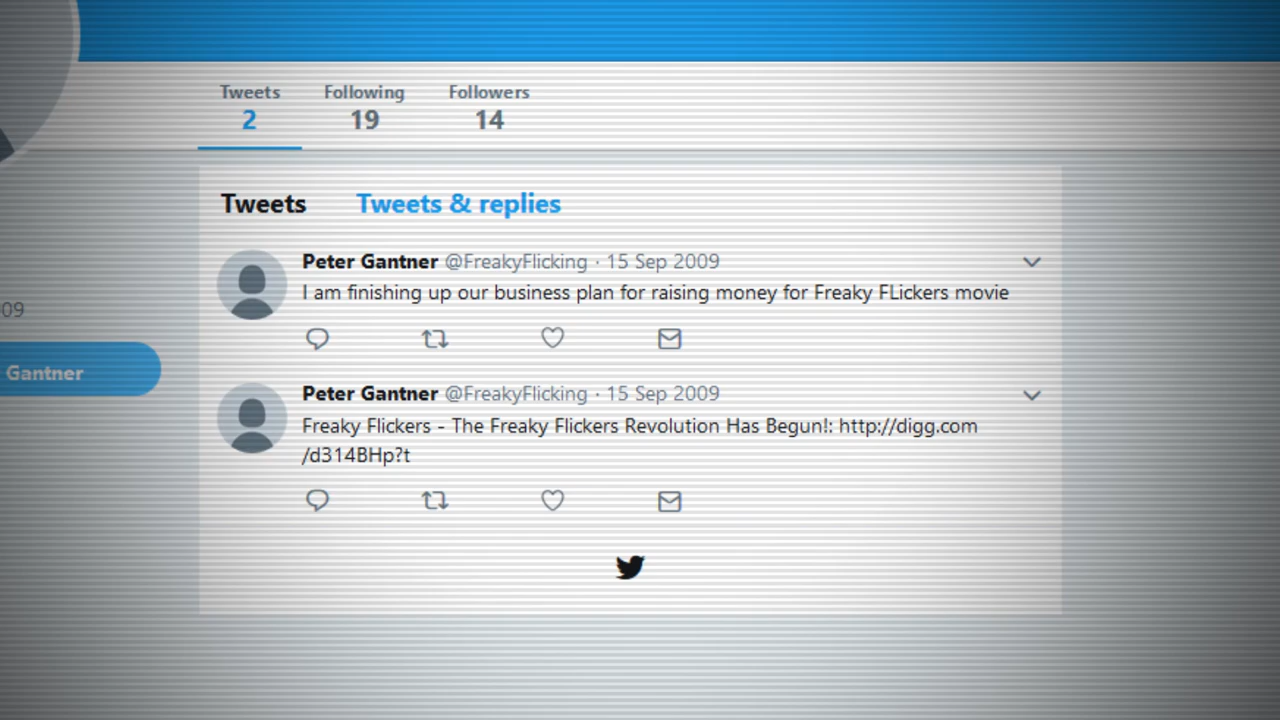 Tweets Following Followers
2 19 14
Tweets Tweets & replies
Peter Gantner @FreakyFlicking · 15 Sep 2009
I am finishing up our business plan for raising money for Freaky FLickers movie
09
Gantner
Peter Gantner @FreakyFlicking · 15 Sep 2009
Freaky Flickers - The Freaky Flickers Revolution Has Begun!: http://digg.com
/d314BHp?t